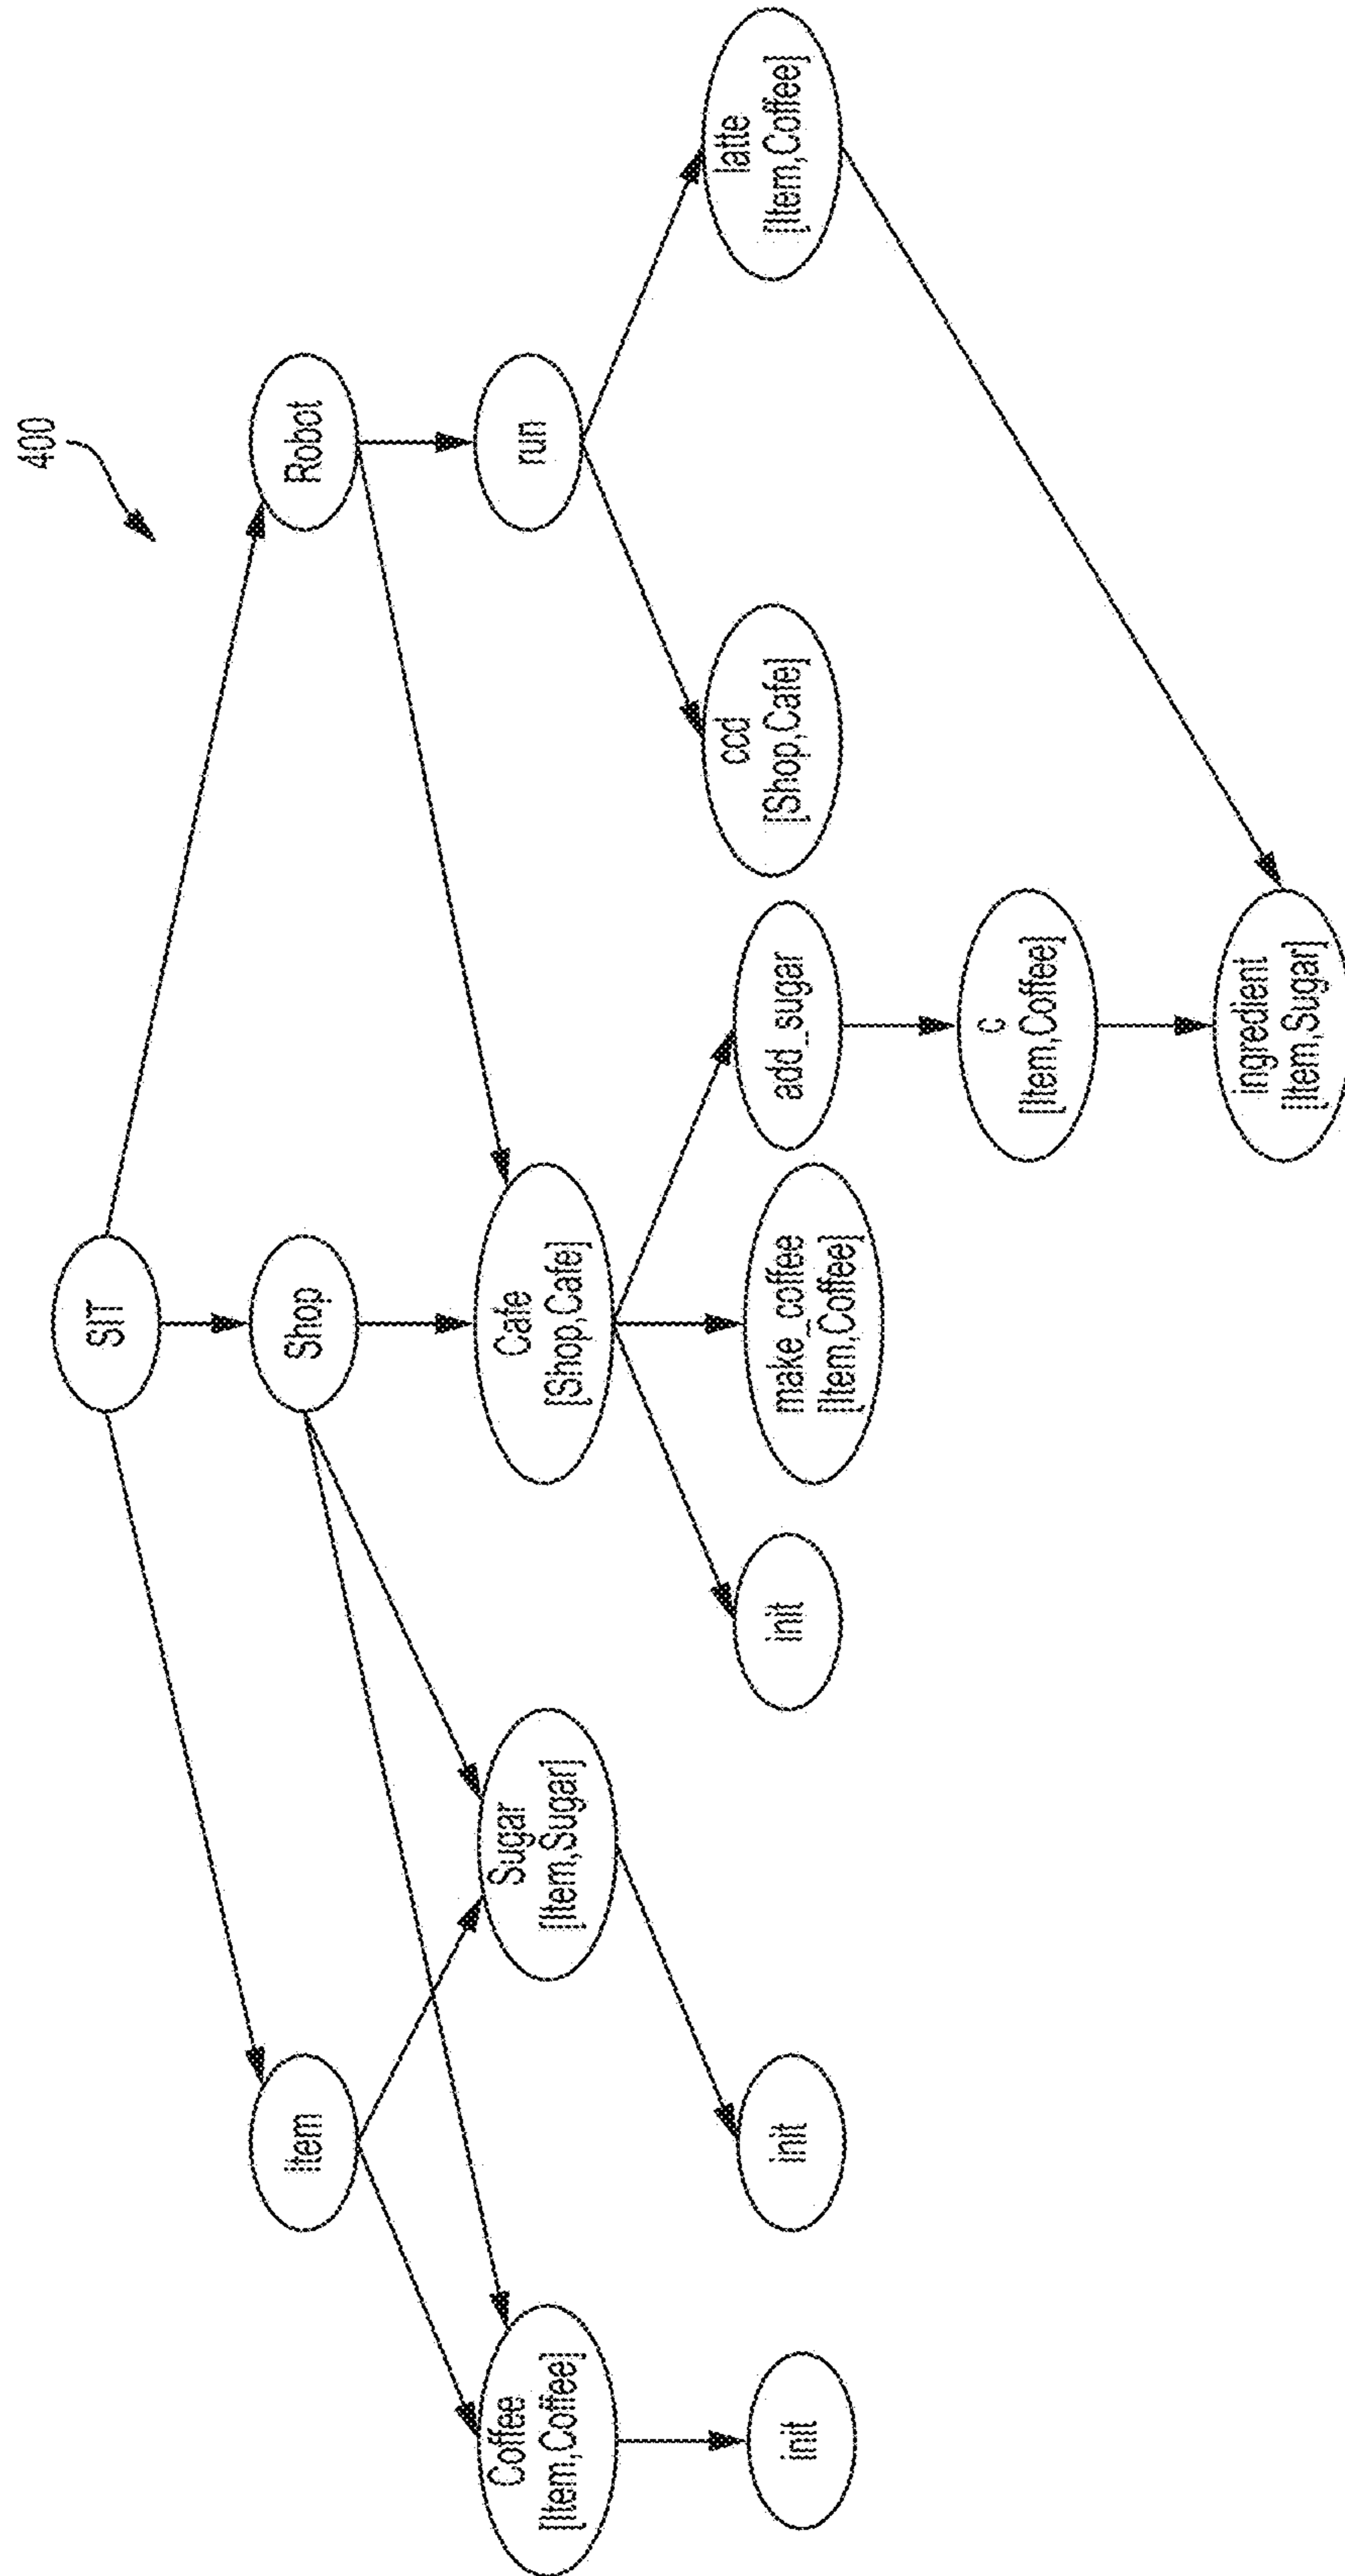 400
SIT
Item
Shop
Robot
Coffee
[Item,Coffee]
Sugar
[Item,Sugar]
Cafe
[Shop,Cafe]
run
init
init
init
make_coffee
[Item,Coffee]
add_sugar
ccd
[Shop,Cafe]
latte
[Item,Coffee]
c
[Item,Coffee]
ingredient
[Item,Sugar]